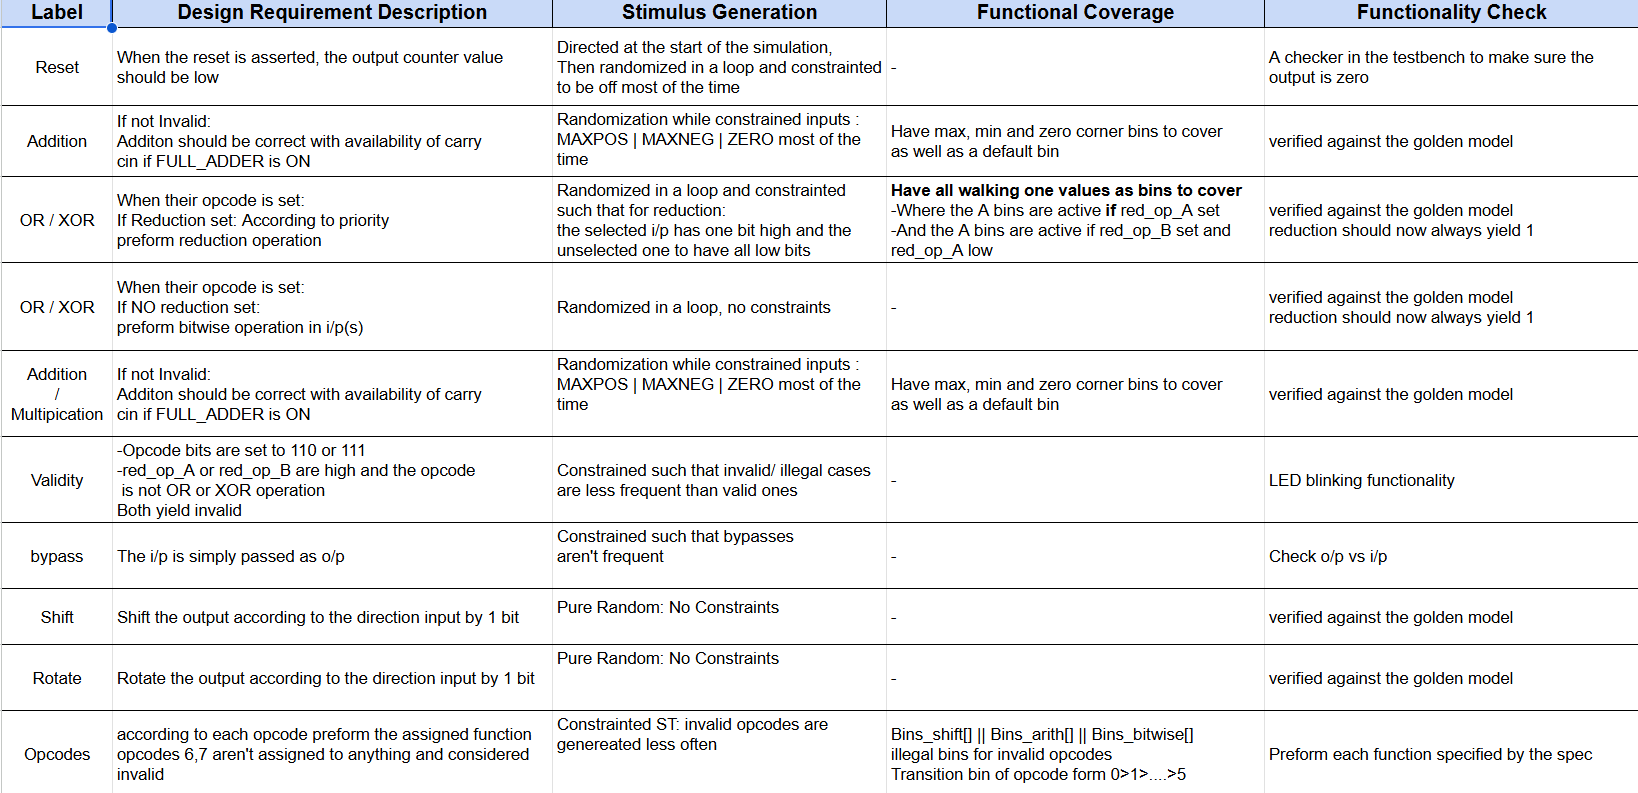 Label
Design Requirement Description
Stimulus Generation
Functional Coverage
Functionality Check
Reset
When the reset is asserted, the output counter value
should be low
Directed at the start of the simulation,
Then randomized in a loop and constrainted
to be off most of the time
-
A checker in the testbench to make sure the
output is zero
Addition
If not Invalid:
Additon should be correct with availability of carry
cin if FULL_ADDER is ON
Randomization while constrained inputs :
MAXPOS | MAXNEG | ZERO most of the
time
Have max, min and zero corner bins to cover
as well as a default bin
verified against the golden model
OR / XOR
When their opcode is set:
If Reduction set: According to priority
preform reduction operation
Randomized in a loop and constrainted
such that for reduction:
the selected i/p has one bit high and the
unselected one to have all low bits
Have all walking one values as bins to cover
-Where the A bins are active if red_op_A set
-And the A bins are active if red_op_B set and
red_op_A low
verified against the golden model
reduction should now always yield 1
OR / XOR
When their opcode is set:
If NO reduction set:
preform bitwise operation in i/p(s)
Randomized in a loop, no constraints
-
verified against the golden model
reduction should now always yield 1
Addition
/
Multipication
If not Invalid:
Additon should be correct with availability of carry
cin if FULL_ADDER is ON
Randomization while constrained inputs :
MAXPOS | MAXNEG | ZERO most of the
time
Have max, min and zero corner bins to cover
as well as a default bin
verified against the golden model
Validity
-Opcode bits are set to 110 or 111
-red_op_A or red_op_B are high and the opcode
is not OR or XOR operation
Both yield invalid
Constrained such that invalid/ illegal cases
are less frequent than valid ones
-
LED blinking functionality
bypass
The i/p is simply passed as o/p
Constrained such that bypasses
aren't frequent
-
Check o/p vs i/p
Shift
Shift the output according to the direction input by 1 bit
Pure Random: No Constraints
-
verified against the golden model
Rotate
Rotate the output according to the direction input by 1 bit
Pure Random: No Constraints
-
verified against the golden model
Opcodes
according to each opcode preform the assigned function
opcodes 6,7 aren't assigned to anything and considered
invalid
Constrainted ST: invalid opcodes are
genereated less often
Bins_shift[] || Bins_arith[] || Bins_bitwise[]
illegal bins for invalid opcodes
Transition bin of opcode form 0>1>....>5
Preform each function specified by the spec